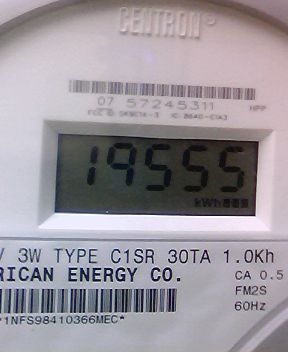 CENTRON®
07 57245311 HPP
19555
kWh
V 3W TYPE C1SR 30TA 1.0Kh
RICAN ENERGY CO. CA 0.5
FM2S
60Hz
*1NFS98410366MEC*